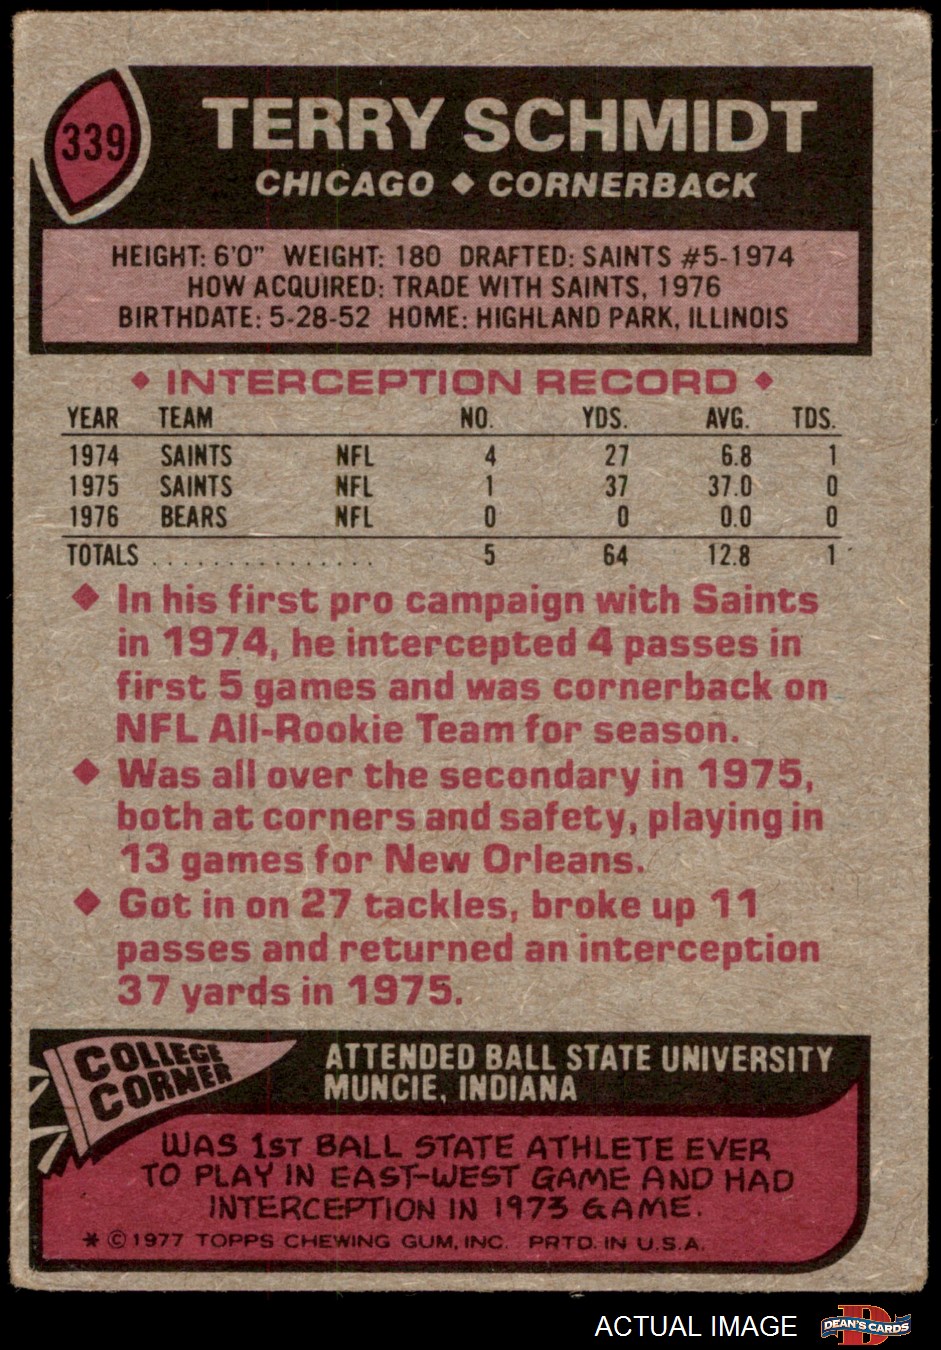 339
TERRY SCHMIDT
CHICAGO ♦ CORNERBACK
HEIGHT: 6'0" WEIGHT: 180 DRAFTED: SAINTS #5-1974
HOW ACQUIRED: TRADE WITH SAINTS, 1976
BIRTHDATE: 5-28-52 HOME: HIGHLAND PARK, ILLINOIS
♦ INTERCEPTION RECORD ♦
YEAR TEAM NO. YDS. AVG. TDS.
1974 SAINTS NFL 4 27 6.8 1
1975 SAINTS NFL 1 37 37.0 0
1976 BEARS NFL 0 0 0.0 0
TOTALS . . . . . . . . . . . . . . . 5 64 12.8 1
♦ In his first pro campaign with Saints
in 1974, he intercepted 4 passes in
first 5 games and was cornerback on
NFL All-Rookie Team for season.
♦ Was all over the secondary in 1975,
both at corners and safety, playing in
13 games for New Orleans.
♦ Got in on 27 tackles, broke up 11
passes and returned an interception
37 yards in 1975.
COLLEGE
CORNER
ATTENDED BALL STATE UNIVERSITY
MUNCIE, INDIANA
WAS 1ST BALL STATE ATHLETE EVER
TO PLAY IN EAST-WEST GAME AND HAD
INTERCEPTION IN 1973 GAME.
* © 1977 TOPPS CHEWING GUM, INC. PRTD. IN U.S.A.
ACTUAL IMAGE
D
DEAN'S CARDS